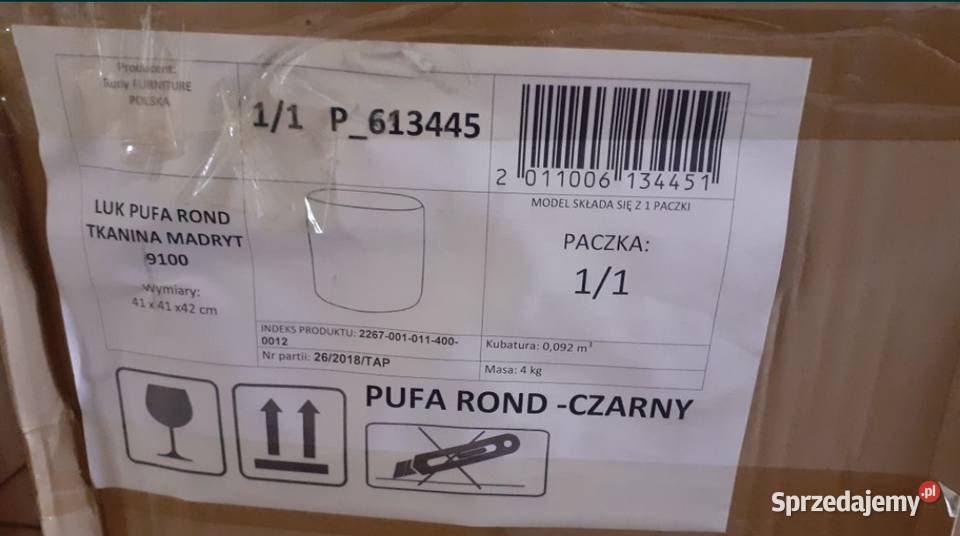 Producent:
FURNITURE
POLSKA
1/1 P_613445
2 011006 134451
MODEL SKŁADA SIĘ Z 1 PACZKI
LUK PUFA ROND
TKANINA MADRYT
9100
Wymiary:
41 x 41 x42 cm
PACZKA:
1/1
INDEKS PRODUKTU: 2267-001-011-400-
0012
Nr partii: 26/2018/TAP
Kubatura: 0,092 m³
Masa: 4 kg
PUFA ROND -CZARNY
Sprzedajemy.pl